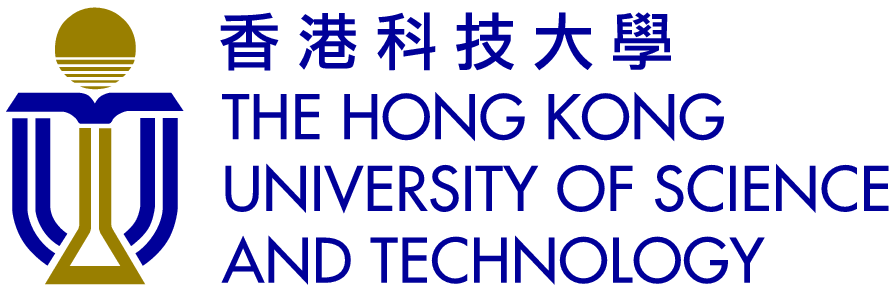 香港科技大學
THE HONG KONG
UNIVERSITY OF SCIENCE
AND TECHNOLOGY